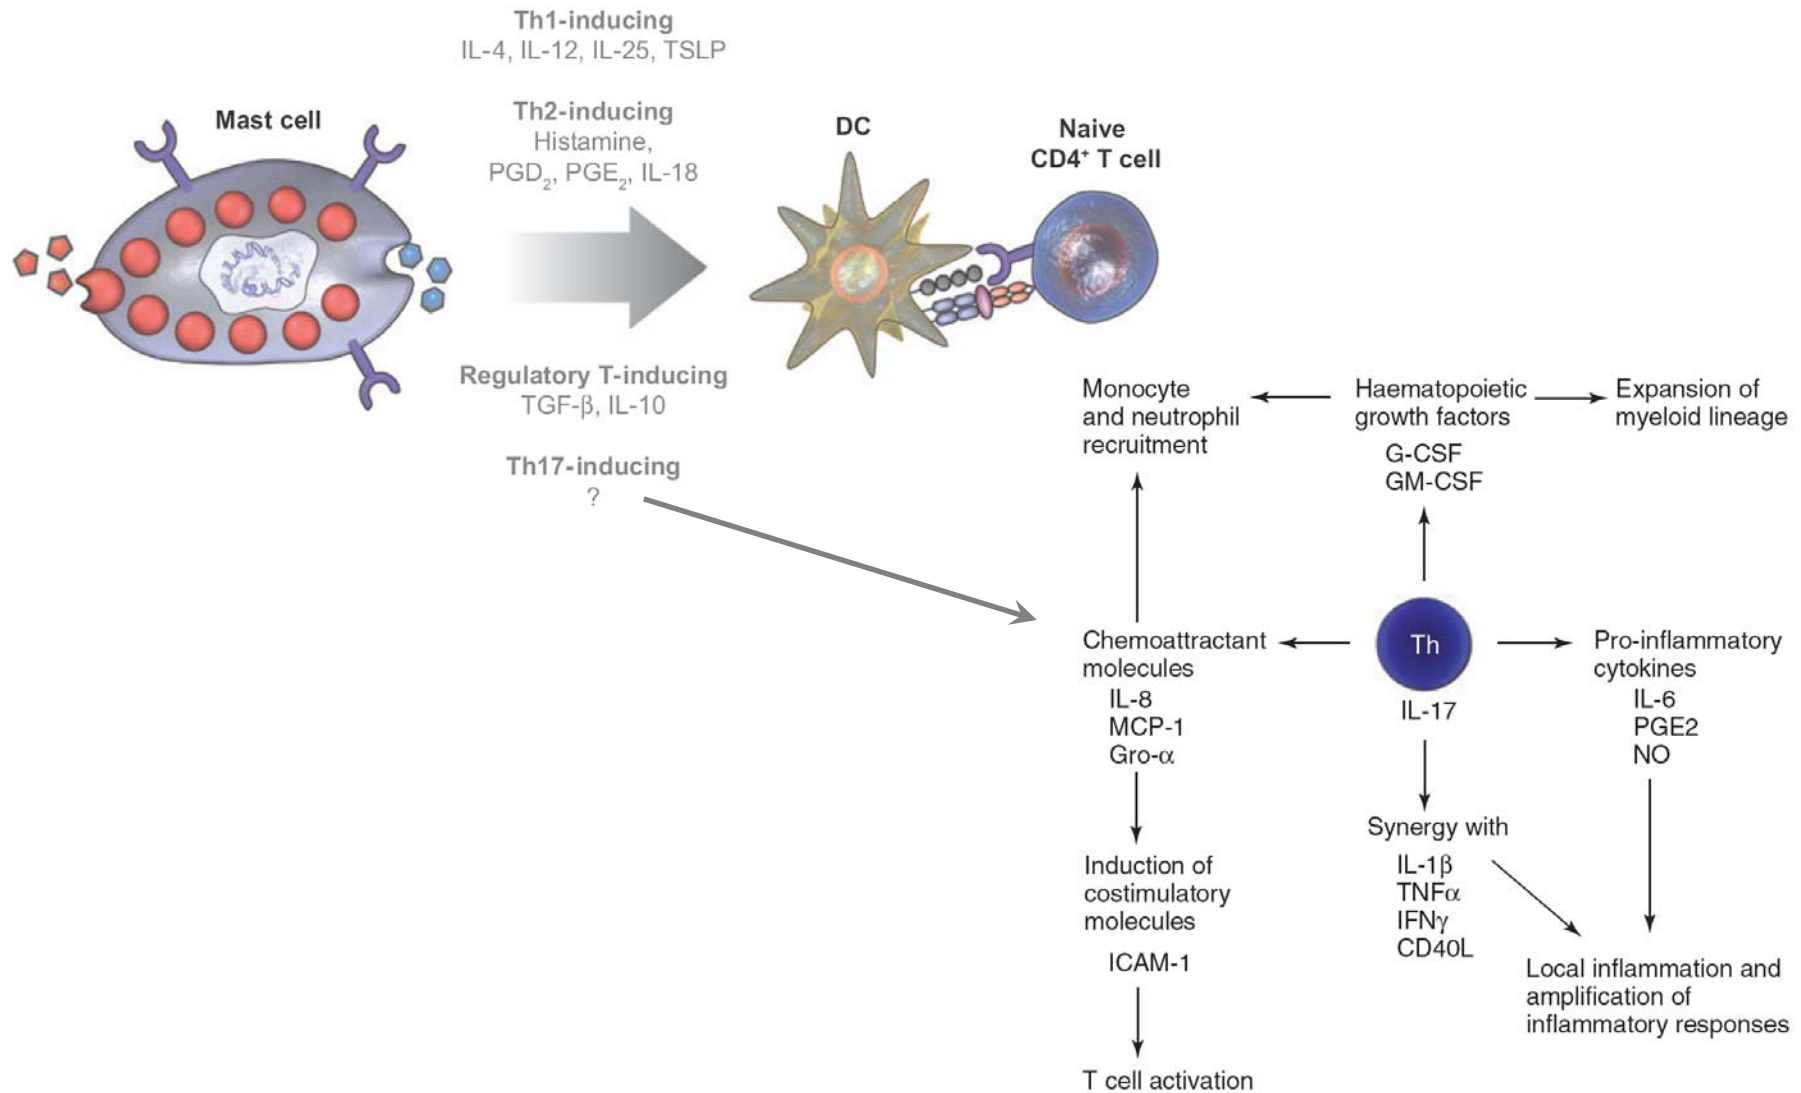 Th1-inducing
IL-4, IL-12, IL-25, TSLP
Th2-inducing
Histamine,
PGD₂, PGE₂, IL-18
Mast cell
DC
Naive
CD4⁺ T cell
Regulatory T-inducing
TGF-β, IL-10
Th17-inducing
?
Monocyte
and neutrophil
recruitment
Haematopoietic
growth factors
G-CSF
GM-CSF
Expansion of
myeloid lineage
Chemoattractant
molecules
IL-8
MCP-1
Gro-α
Th
IL-17
Pro-inflammatory
cytokines
IL-6
PGE2
NO
Synergy with
IL-1β
TNFα
IFNγ
CD40L
Induction of
costimulatory
molecules
ICAM-1
Local inflammation and
amplification of
inflammatory responses
T cell activation